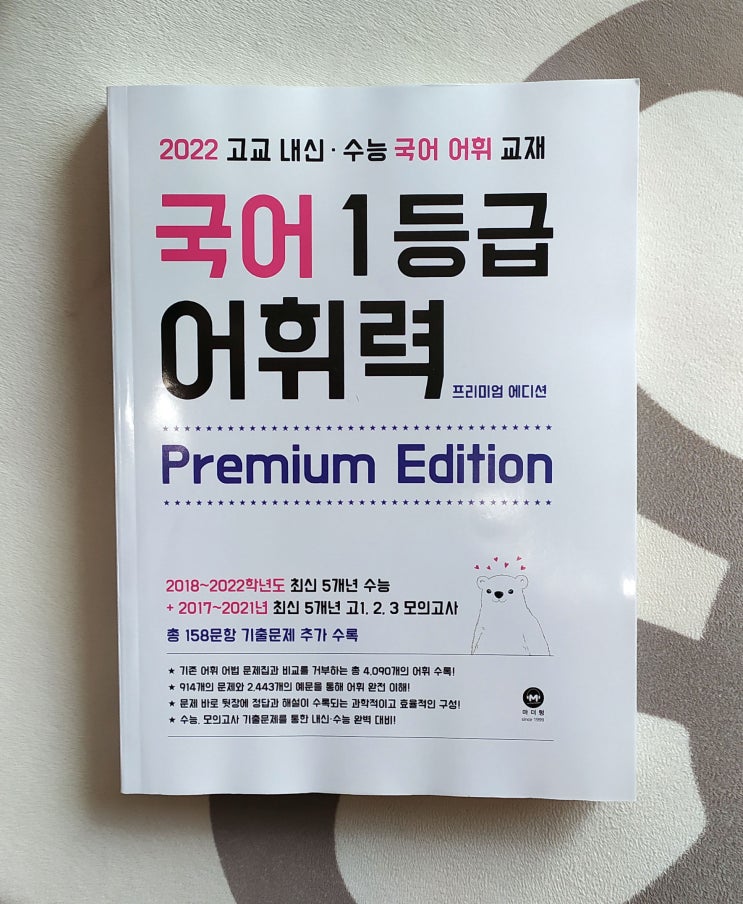 2022 고교 내신 · 수능 국어 어휘 교재
국어 1등급
어휘력
프리미엄 에디션
Premium Edition
2018~2022학년도 최신 5개년 수능
+ 2017~2021년 최신 5개년 고1, 2, 3 모의고사
총 158문항 기출문제 추가 수록
★ 기존 어휘 어법 문제집과 비교를 거부하는 총 4,090개의 어휘 수록!
★ 914개의 문제와 2,443개의 예문을 통해 어휘 완전 이해!
★ 문제 바로 뒷장에 정답과 해설이 수록되는 과학적이고 효율적인 구성!
★ 수능, 모의고사 기출문제를 통한 내신·수능 완벽 대비!
M
마더텅
since 1999